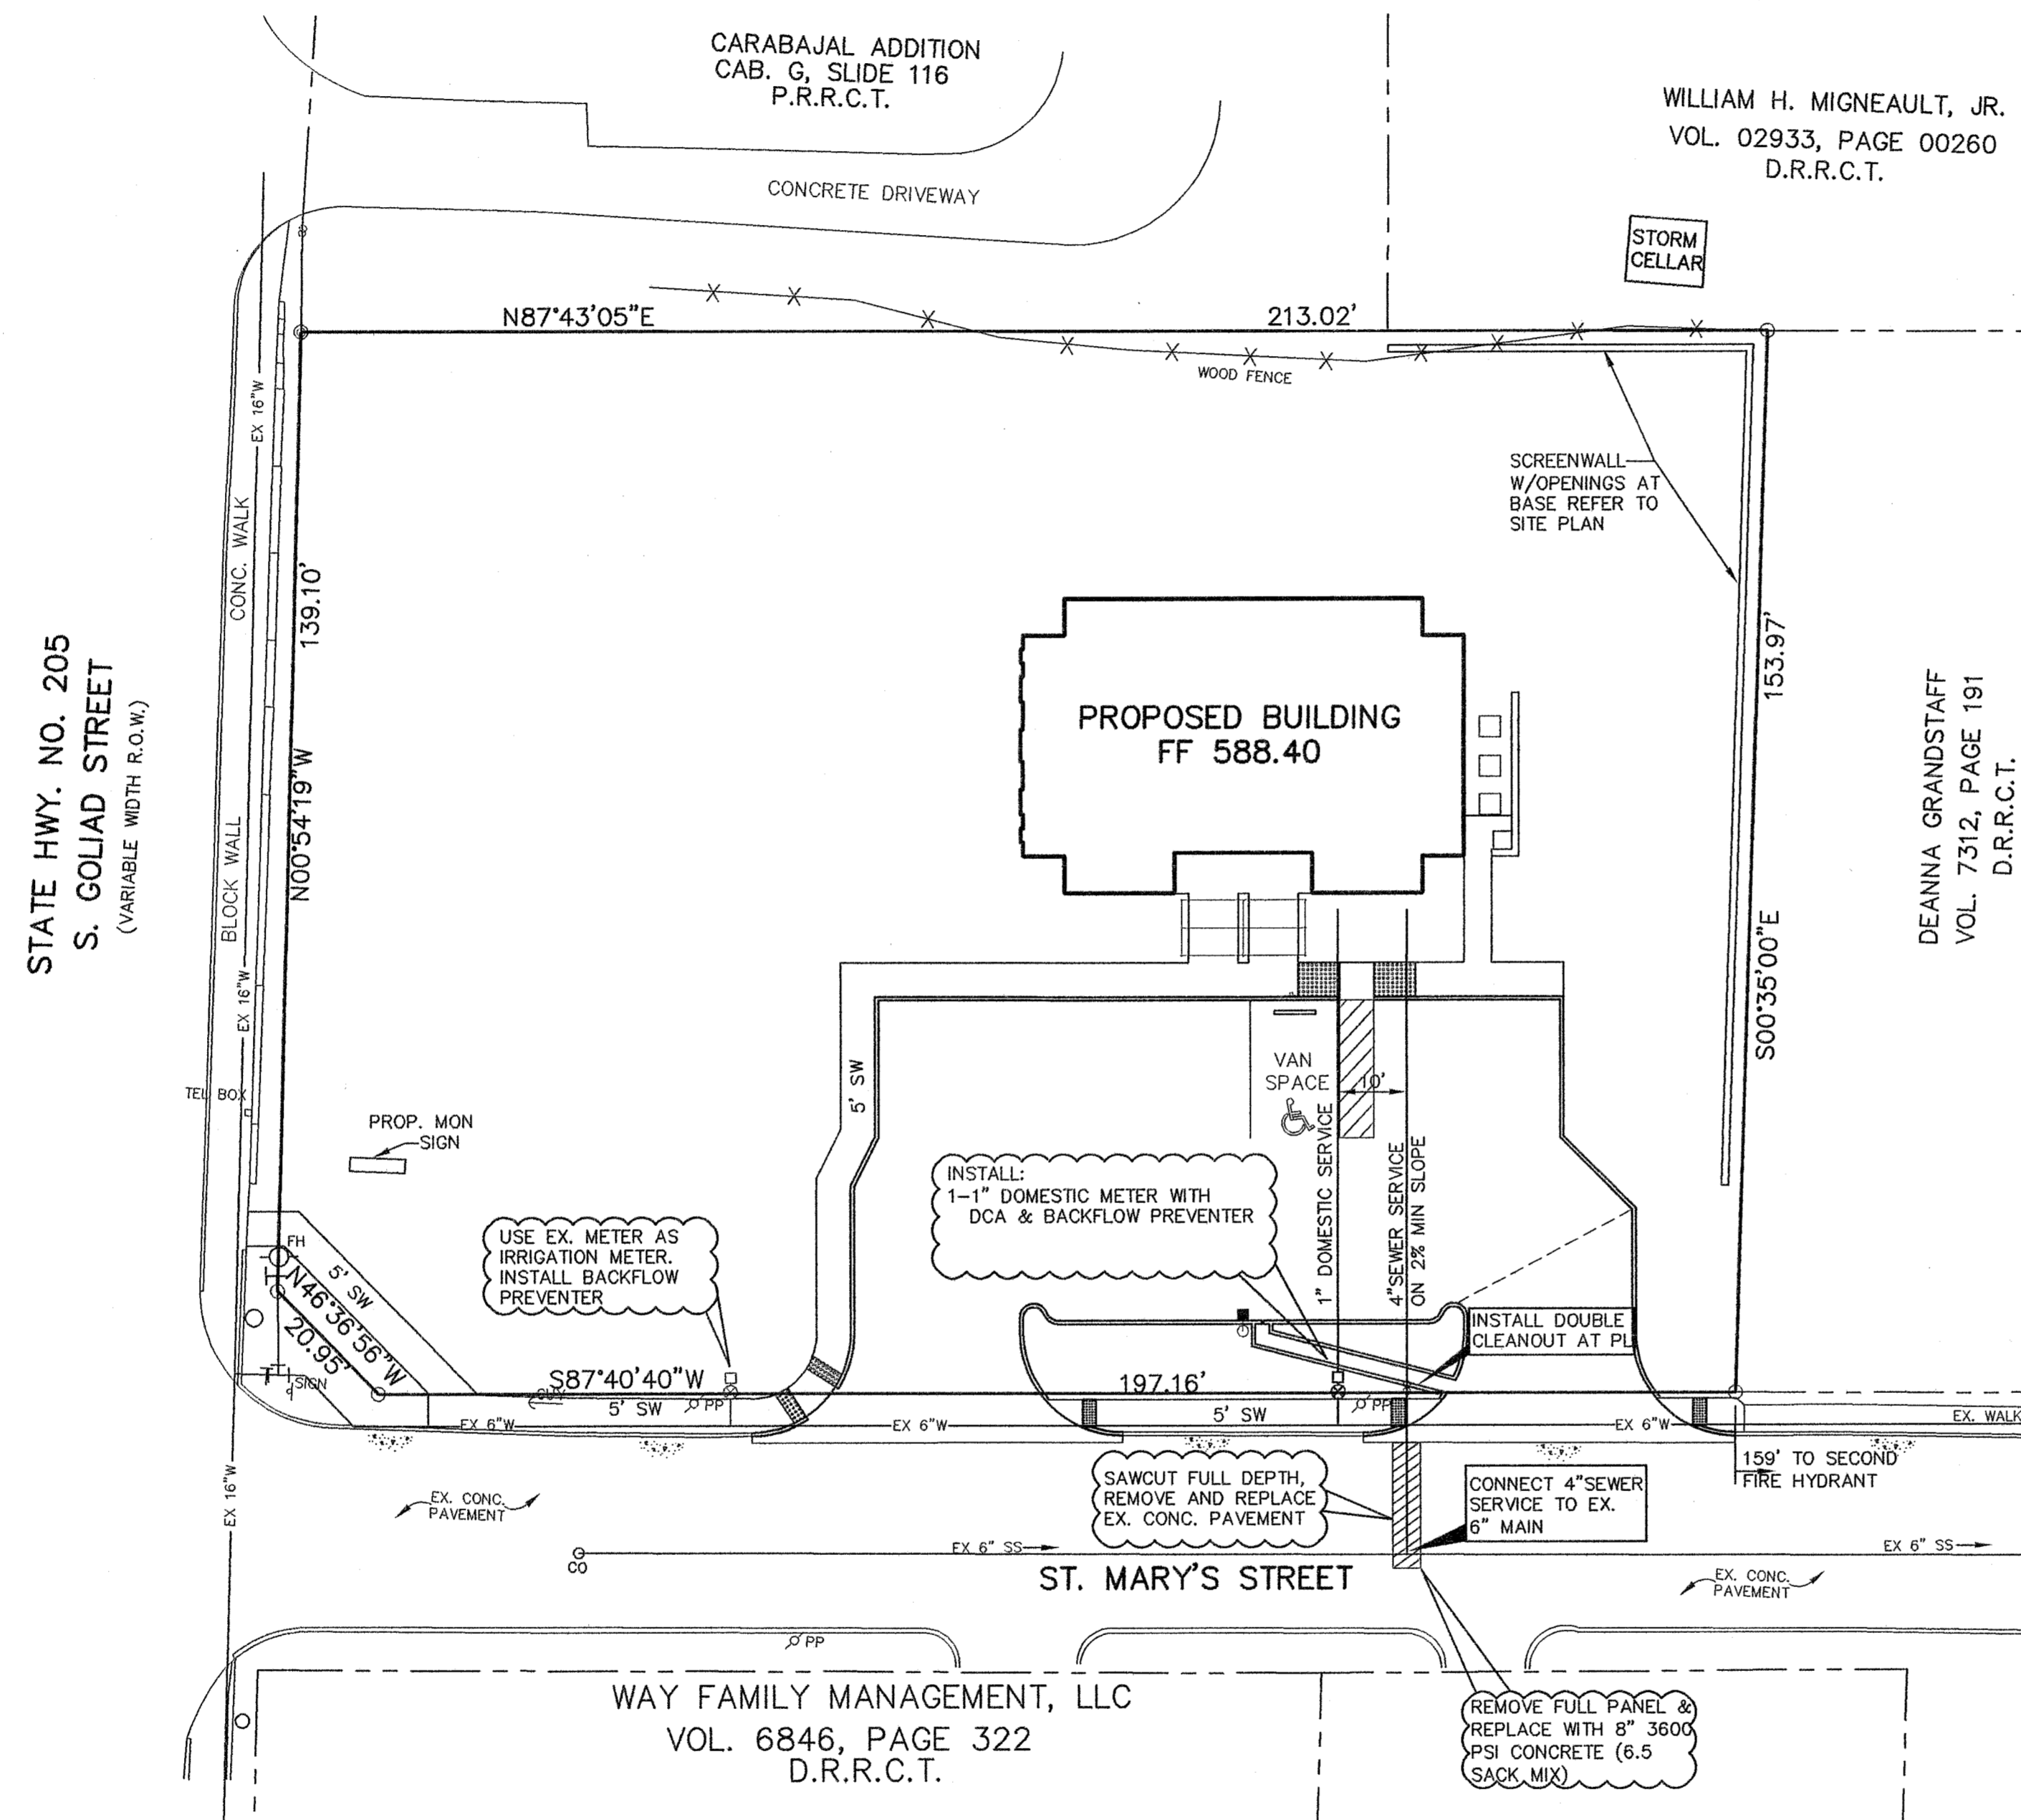 CARABAJAL ADDITION
CAB. G, SLIDE 116
P.R.R.C.T.
WILLIAM H. MIGNEAULT, JR.
VOL. 02933, PAGE 00260
D.R.R.C.T.
CONCRETE DRIVEWAY
STORM
CELLAR
N87°43'05"E
213.02'
WOOD FENCE
EX 16"W
SCREENWALL
W/OPENINGS AT
BASE REFER TO
SITE PLAN
CONC. WALK
139.10'
153.97'
STATE HWY. NO. 205
S. GOLIAD STREET
(VARIABLE WIDTH R.O.W.)
PROPOSED BUILDING
FF 588.40
DEANNA GRANDSTAFF
VOL. 7312, PAGE 191
D.R.R.C.T.
N00°54'19"W
BLOCK WALL
EX 16"W
S00°35'00"E
VAN
SPACE
10'
5' SW
TEL BOX
PROP. MON
SIGN
1" DOMESTIC SERVICE
4"SEWER SERVICE
ON 2% MIN SLOPE
INSTALL:
1-1" DOMESTIC METER WITH
DCA & BACKFLOW PREVENTER
USE EX. METER AS
IRRIGATION METER.
INSTALL BACKFLOW
PREVENTER
FH
5' SW
N46°36'56"W
20.95'
SIGN
INSTALL DOUBLE
CLEANOUT AT PL
S87°40'40"W
197.16'
GUY
5' SW
PP
PP
5' SW
EX 6"W
EX 6"W
EX 6"W
EX. WALK
159' TO SECOND
FIRE HYDRANT
SAWCUT FULL DEPTH,
REMOVE AND REPLACE
EX. CONC. PAVEMENT
CONNECT 4"SEWER
SERVICE TO EX.
6" MAIN
EX 16"W
EX. CONC.
PAVEMENT
CO
EX 6" SS
EX 6" SS
ST. MARY'S STREET
EX. CONC.
PAVEMENT
PP
WAY FAMILY MANAGEMENT, LLC
VOL. 6846, PAGE 322
D.R.R.C.T.
REMOVE FULL PANEL &
REPLACE WITH 8" 3600
PSI CONCRETE (6.5
SACK MIX)